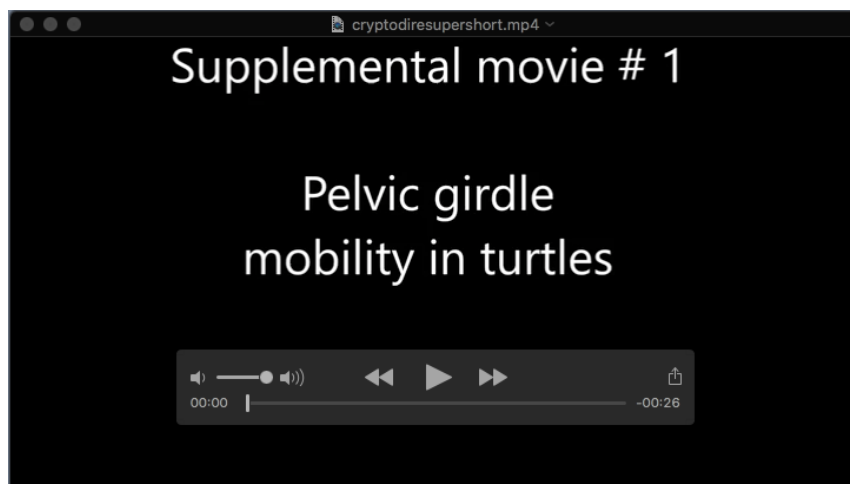 cryptodiresupershort.mp4
Supplemental movie # 1
Pelvic girdle
mobility in turtles
00:00
-00:26